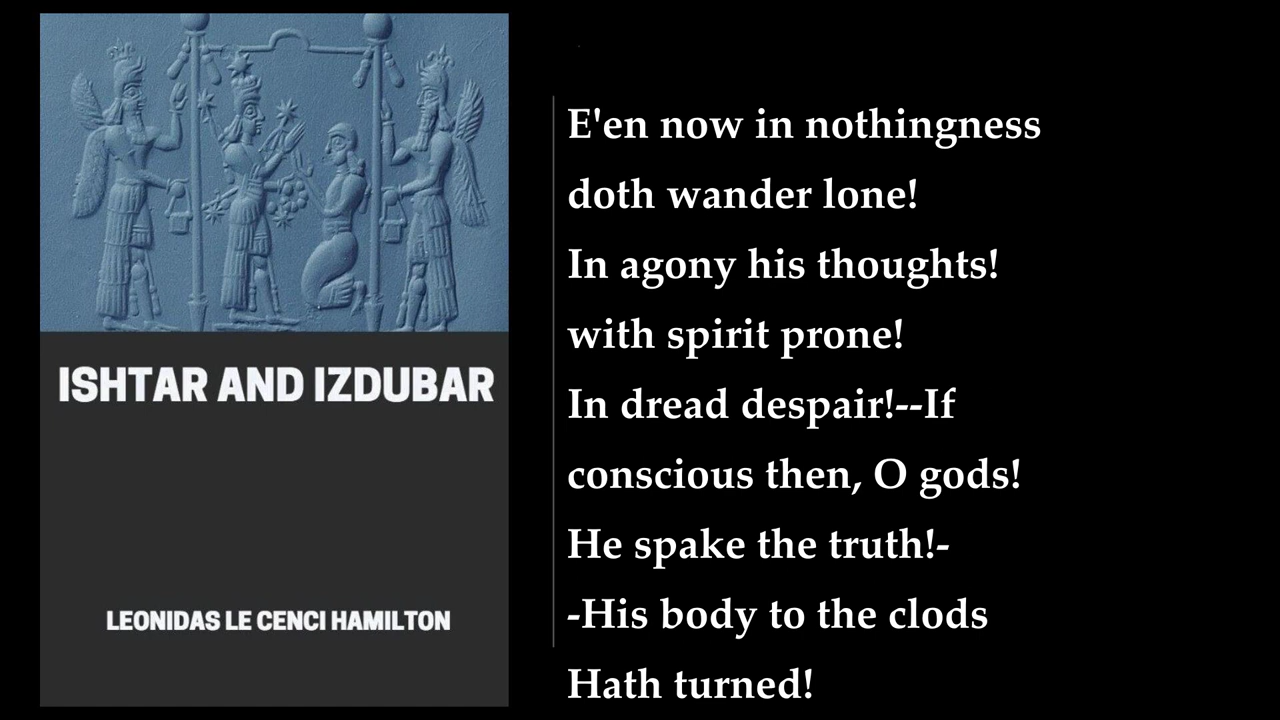 ISHTAR AND IZDUBAR
LEONIDAS LE CENCI HAMILTON
E'en now in nothingness
doth wander lone!
In agony his thoughts!
with spirit prone!
In dread despair!--If
conscious then, O gods!
He spake the truth!-
-His body to the clods
Hath turned!